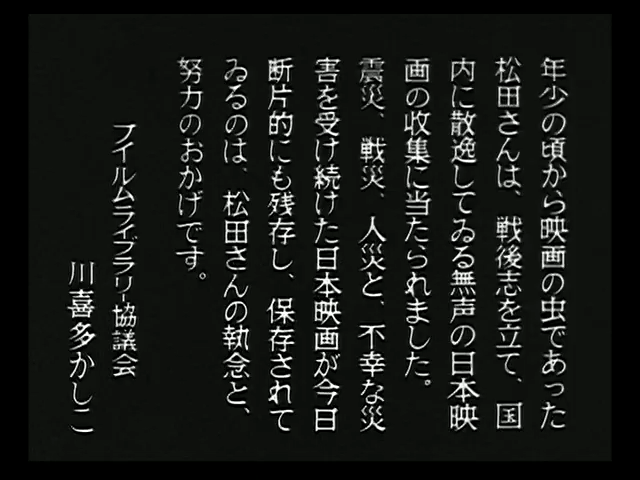 年少の頃から映画の虫であった
松田さんは、戦後志を立て、国
内に散逸してゐる無声の日本映
画の収集に当たられました。
震災、戦災、人災と、不幸な災
害を受け続けた日本映画が今日
断片的にも残存し、保存されて
ゐるのは、松田さんの執念と、
努力のおかげです。
フイルムライブラリー協議会
川喜多かしこ